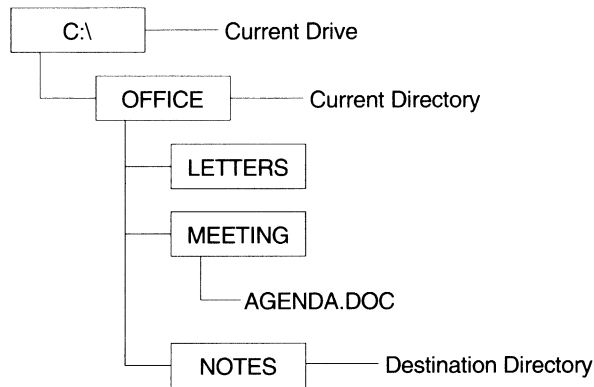 C:\ Current Drive
OFFICE Current Directory
LETTERS
MEETING
AGENDA.DOC
NOTES Destination Directory